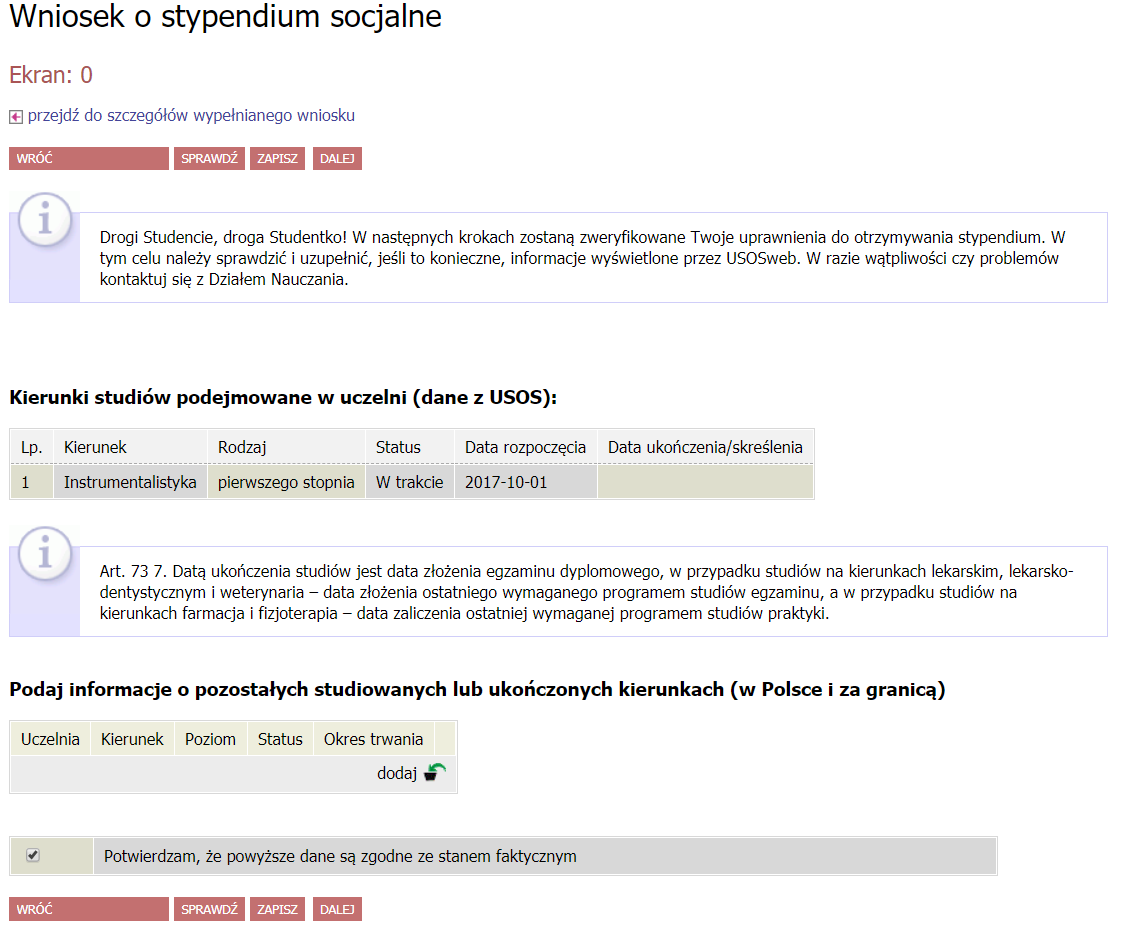 Wniosek o stypendium socjalne
Ekran: 0
przejdź do szczegółów wypełnianego wniosku
WRÓĆ SPRAWDŹ ZAPISZ DALEJ
Drogi Studencie, droga Studentko! W następnych krokach zostaną zweryfikowane Twoje uprawnienia do otrzymywania stypendium. W
tym celu należy sprawdzić i uzupełnić, jeśli to konieczne, informacje wyświetlone przez USOSweb. W razie wątpliwości czy problemów
kontaktuj się z Działem Nauczania.
Kierunki studiów podejmowane w uczelni (dane z USOS):
Lp. Kierunek Rodzaj Status Data rozpoczęcia Data ukończenia/skreślenia
1 Instrumentalistyka pierwszego stopnia W trakcie 2017-10-01
Art. 73 7. Datą ukończenia studiów jest data złożenia egzaminu dyplomowego, w przypadku studiów na kierunkach lekarskim, lekarsko-
dentystycznym i weterynaria – data złożenia ostatniego wymaganego programem studiów egzaminu, a w przypadku studiów na
kierunkach farmacja i fizjoterapia – data zaliczenia ostatniej wymaganej programem studiów praktyki.
Podaj informacje o pozostałych studiowanych lub ukończonych kierunkach (w Polsce i za granicą)
Uczelnia Kierunek Poziom Status Okres trwania
dodaj
Potwierdzam, że powyższe dane są zgodne ze stanem faktycznym
WRÓĆ SPRAWDŹ ZAPISZ DALEJ